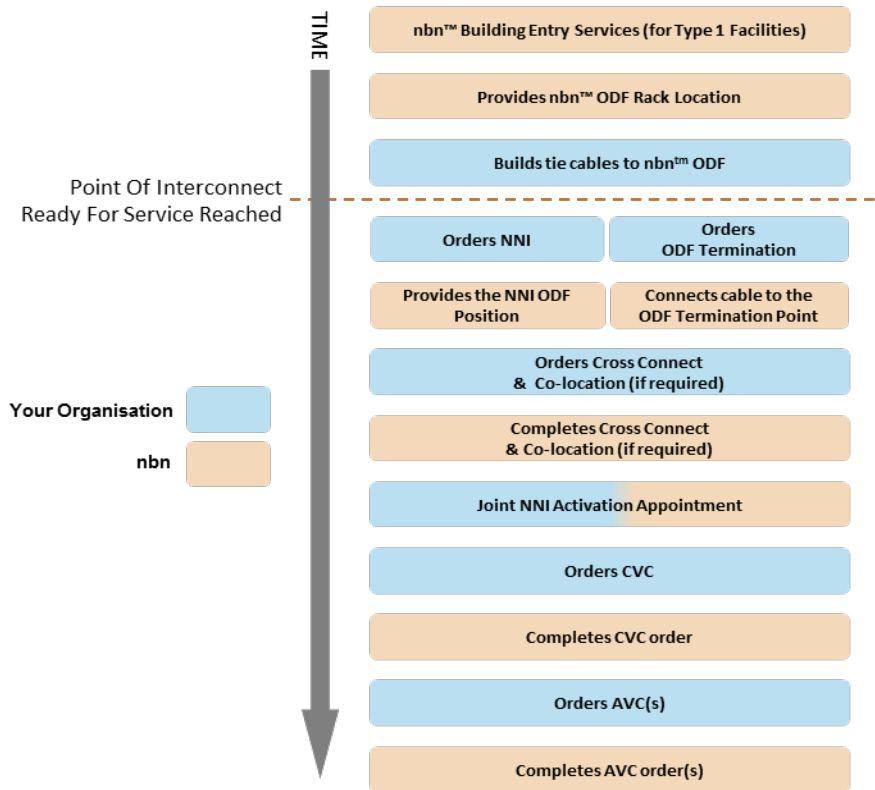 TIME
nbn™ Building Entry Services (for Type 1 Facilities)
Provides nbn™ ODF Rack Location
Builds tie cables to nbn™ ODF
Point Of Interconnect
Ready For Service Reached
Orders NNI
Orders
ODF Termination
Provides the NNI ODF
Position
Connects cable to the
ODF Termination Point
Orders Cross Connect
& Co-location (if required)
Your Organisation
nbn
Completes Cross Connect
& Co-location (if required)
Joint NNI Activation Appointment
Orders CVC
Completes CVC order
Orders AVC(s)
Completes AVC order(s)